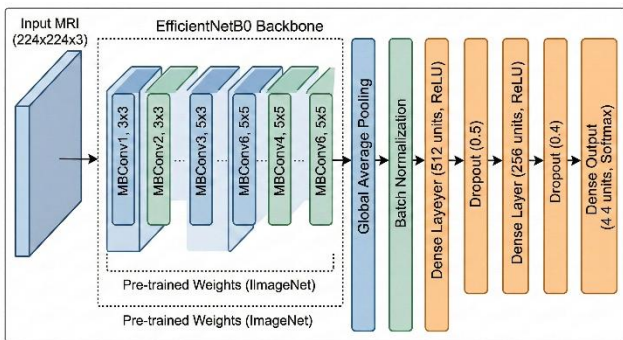 Input MRI
(224x224x3)
EfficientNetB0 Backbone
MBConv1, 3x3
MBConv2, 3x3
MBConv3, 5x3
MBConv6, 5x5
MBConv4, 5x5
MBConv6, 5x5
Pre-trained Weights (IImageNet)
Pre-trained Weights (ImageNet)
Global Average Pooling
Batch Normalization
Dense Layeyer (512 units, ReLU)
Dropout (0.5)
Dense Layer (256 units, ReLU)
Dropout (0.4)
Dense Output
(4 4 units, Softmax)